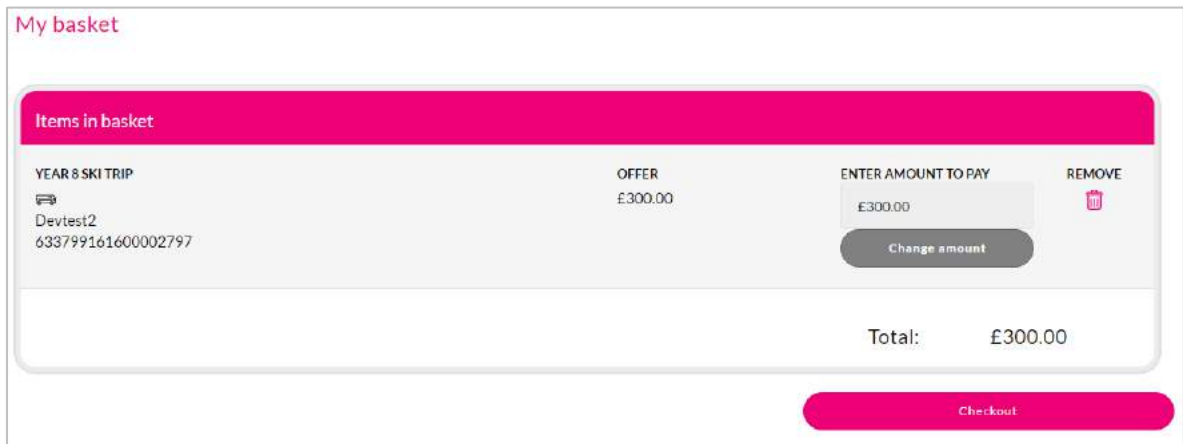 My basket
Items in basket
YEAR 8 SKI TRIP OFFER ENTER AMOUNT TO PAY REMOVE
£300.00 £300.00
Devtest2
633799161600002797
Change amount
Total: £300.00
Checkout